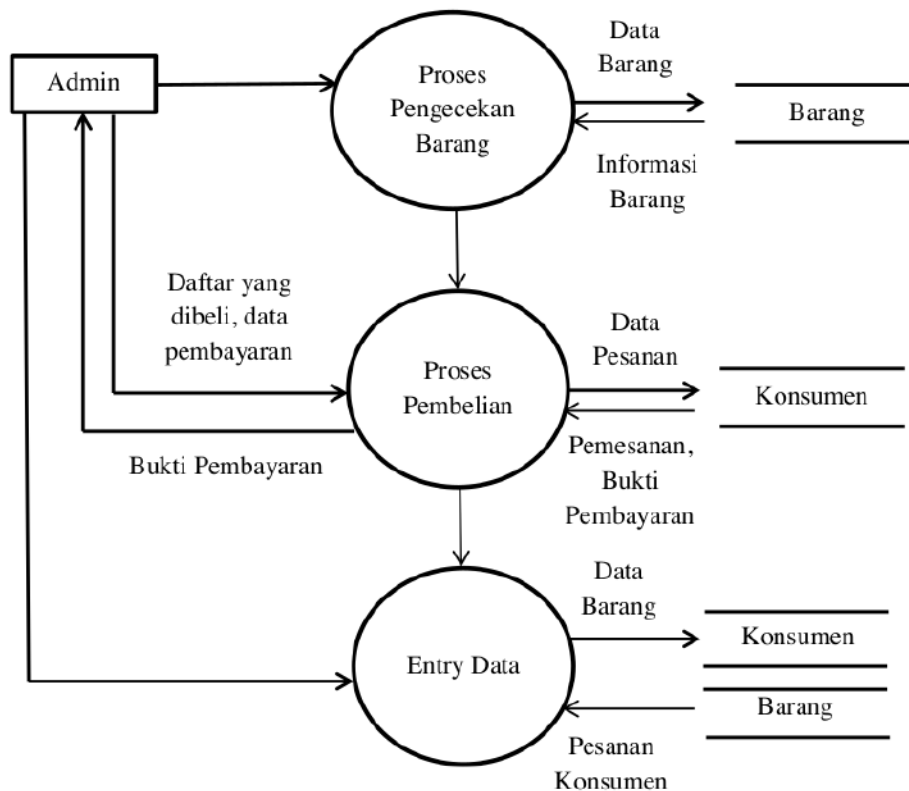 Admin
Proses
Pengecekan
Barang
Data
Barang
Barang
Informasi
Barang
Daftar yang
dibeli, data
pembayaran
Proses
Pembelian
Data
Pesanan
Konsumen
Bukti Pembayaran
Pemesanan,
Bukti
Pembayaran
Data
Barang
Entry Data
Konsumen
Barang
Pesanan
Konsumen